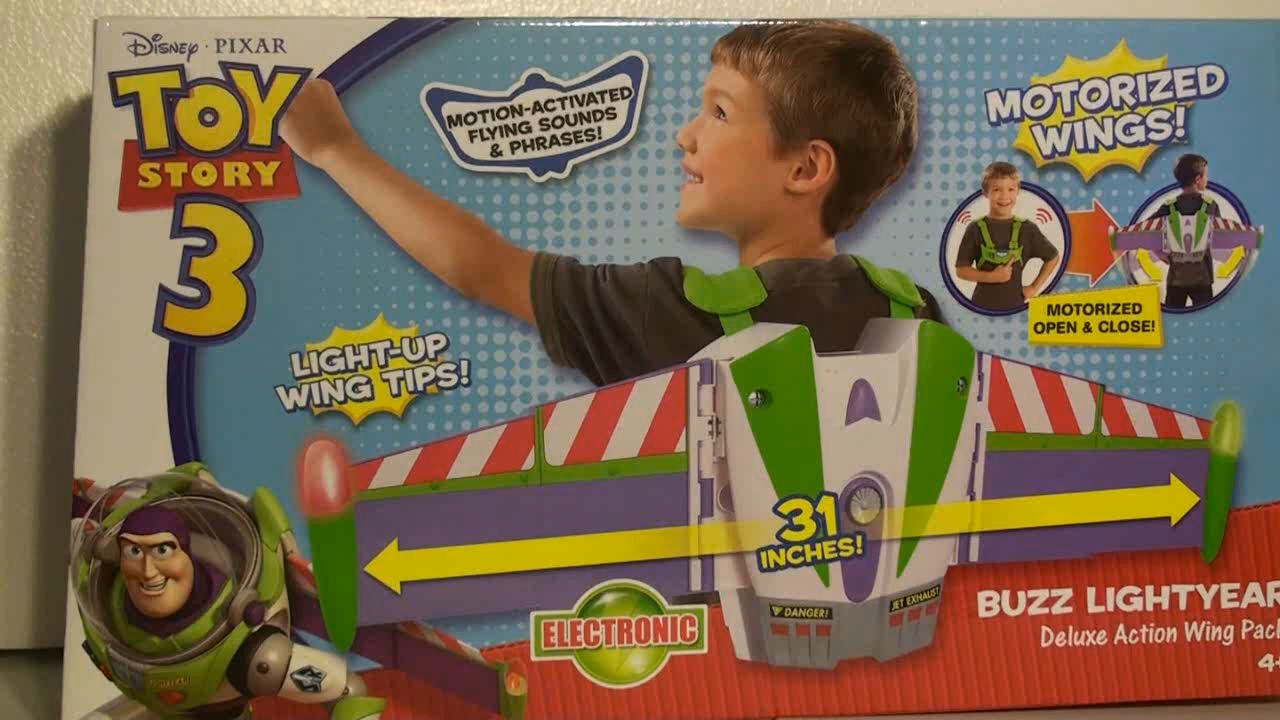 Disney · PIXAR
TOY
STORY
3
MOTION-ACTIVATED
FLYING SOUNDS
& PHRASES!
MOTORIZED
WINGS!
MOTORIZED
OPEN & CLOSE!
LIGHT-UP
WING TIPS!
31
INCHES!
DANGER!
JET EXHAUST
ELECTRONIC
BUZZ LIGHTYEAR
Deluxe Action Wing Pack
4+